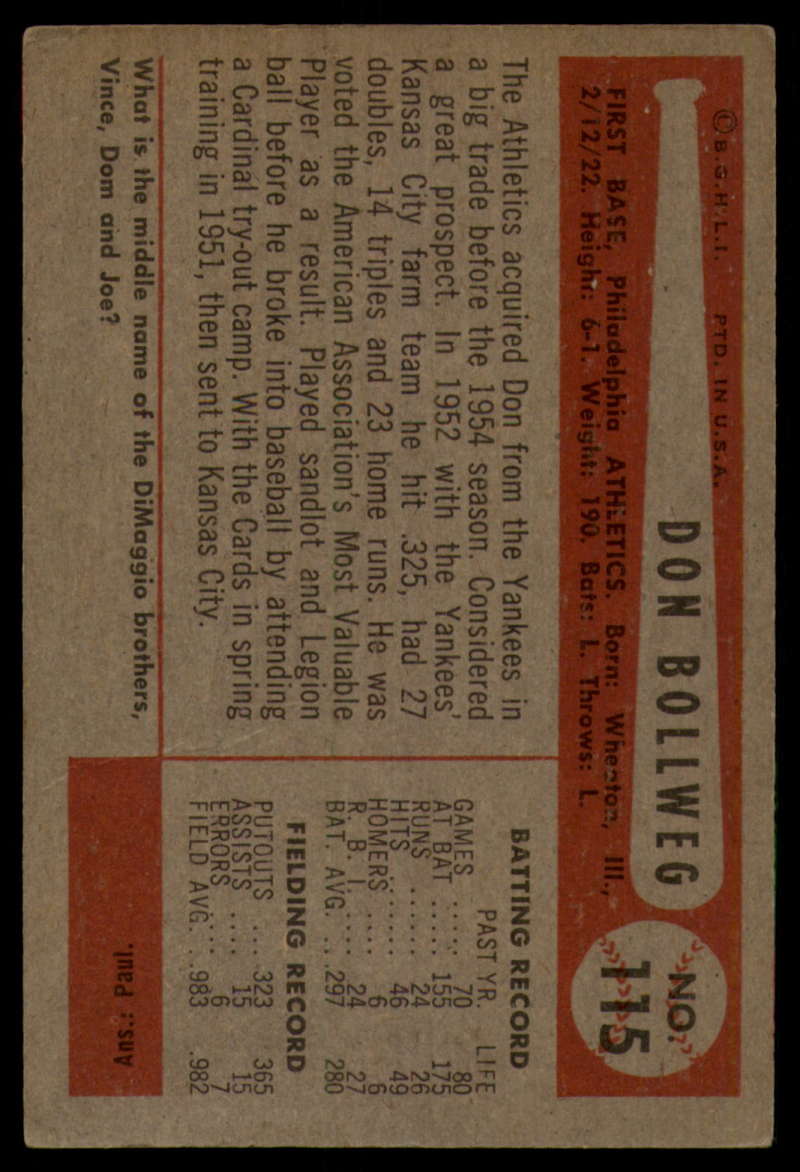 © B.G.H.L.I. PTD. IN U.S.A.
DON BOLLWEG
NO. 115
FIRST BASE, Philadelphia ATHLETICS. Born: Wheaton, Ill.,
2/12/22. Height: 6-1. Weight: 190. Bats: L. Throws: L.
The Athletics acquired Don from the Yankees in
a big trade before the 1954 season. Considered
a great prospect. In 1952 with the Yankees'
Kansas City farm team he hit .325, had 27
doubles, 14 triples and 23 home runs. He was
voted the American Association's Most Valuable
Player as a result. Played sandlot and Legion
ball before he broke into baseball by attending
a Cardinal try-out camp. With the Cards in spring
training in 1951, then sent to Kansas City.
BATTING RECORD
PAST YR. LIFE
GAMES ..... 70 80
AT BAT ..... 155 175
RUNS ...... 24 26
HITS ...... 46 49
HOMERS .... 6 6
R. B. I. .... 24 27
BAT. AVG. .. .297 280
FIELDING RECORD
PUTOUTS ... 323 365
ASSISTS .... 15 15
ERRORS .... 6 7
FIELD AVG. .. .983 .982
What is the middle name of the DiMaggio brothers,
Vince, Dom and Joe?
Ans.: Paul.